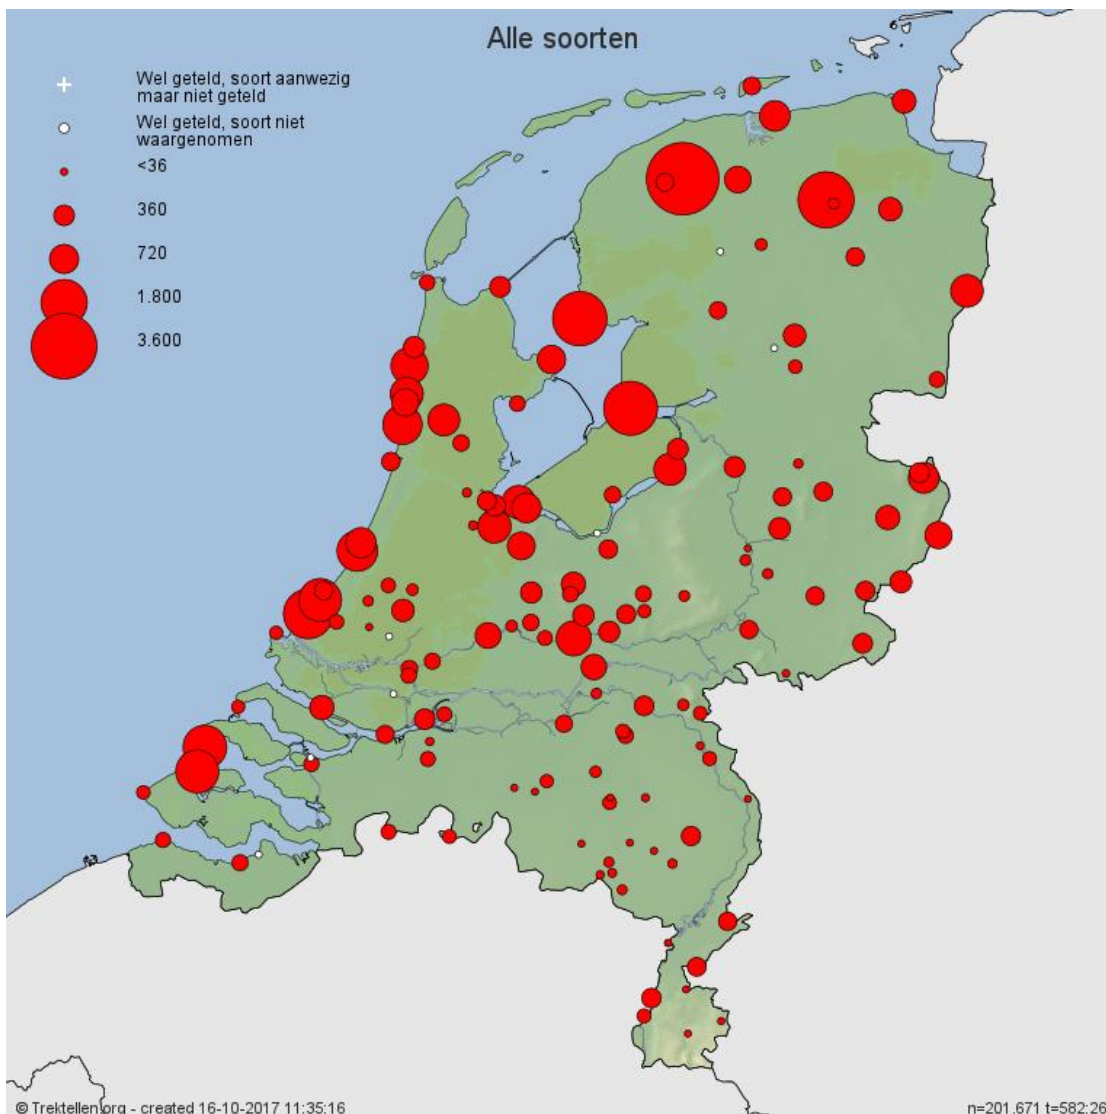 Alle soorten
Wel geteld, soort aanwezig
maar niet geteld
Wel geteld, soort niet
waargenomen
<36
360
720
1.800
3.600
© Trektellen.org - created 16-10-2017 11:35:16
n=201.671 t=582:26